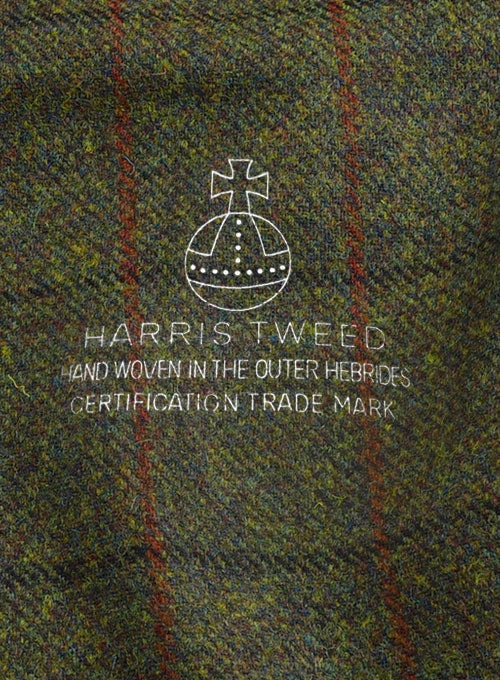 HARRIS TWEED
HAND WOVEN IN THE OUTER HEBRIDES
CERTIFICATION TRADE MARK